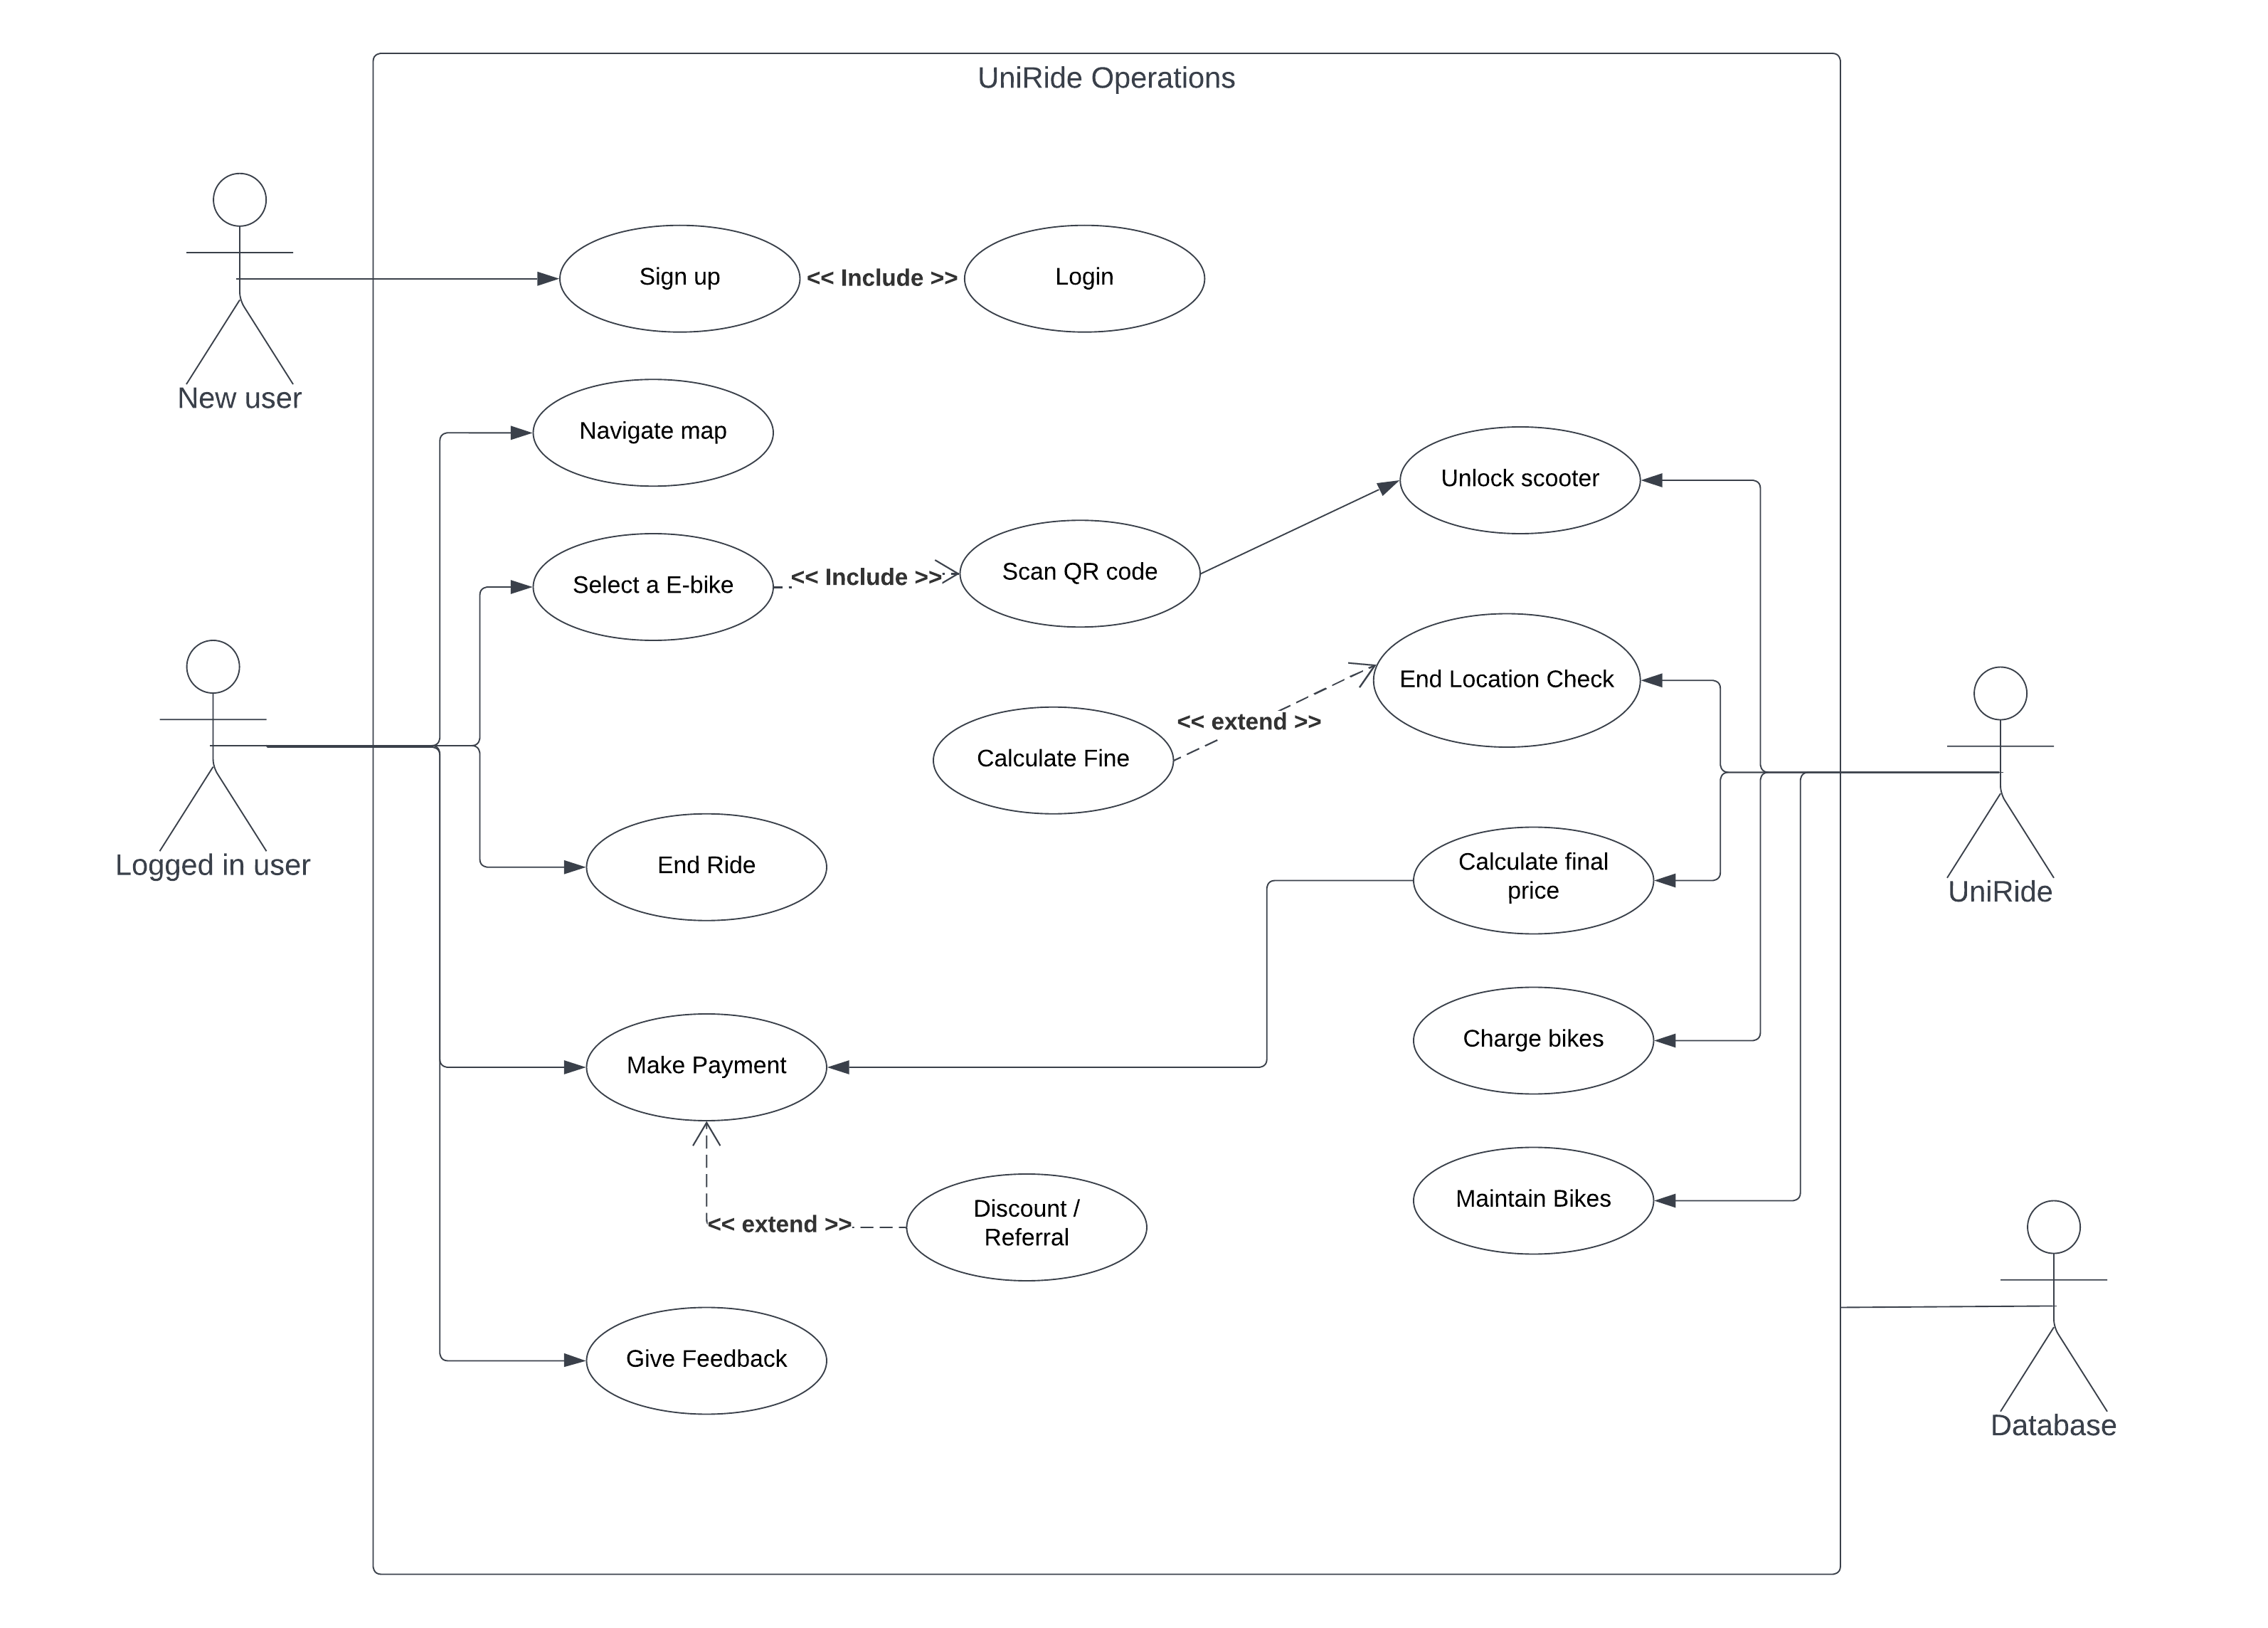 UniRide Operations
Sign up
<< Include >>
Login
New user
Navigate map
Unlock scooter
Select a E-bike
<< Include >>
Scan QR code
End Location Check
<< extend >>
Calculate Fine
Logged in user
End Ride
Calculate final
price
UniRide
Make Payment
Charge bikes
Maintain Bikes
<< extend >>
Discount /
Referral
Give Feedback
Database